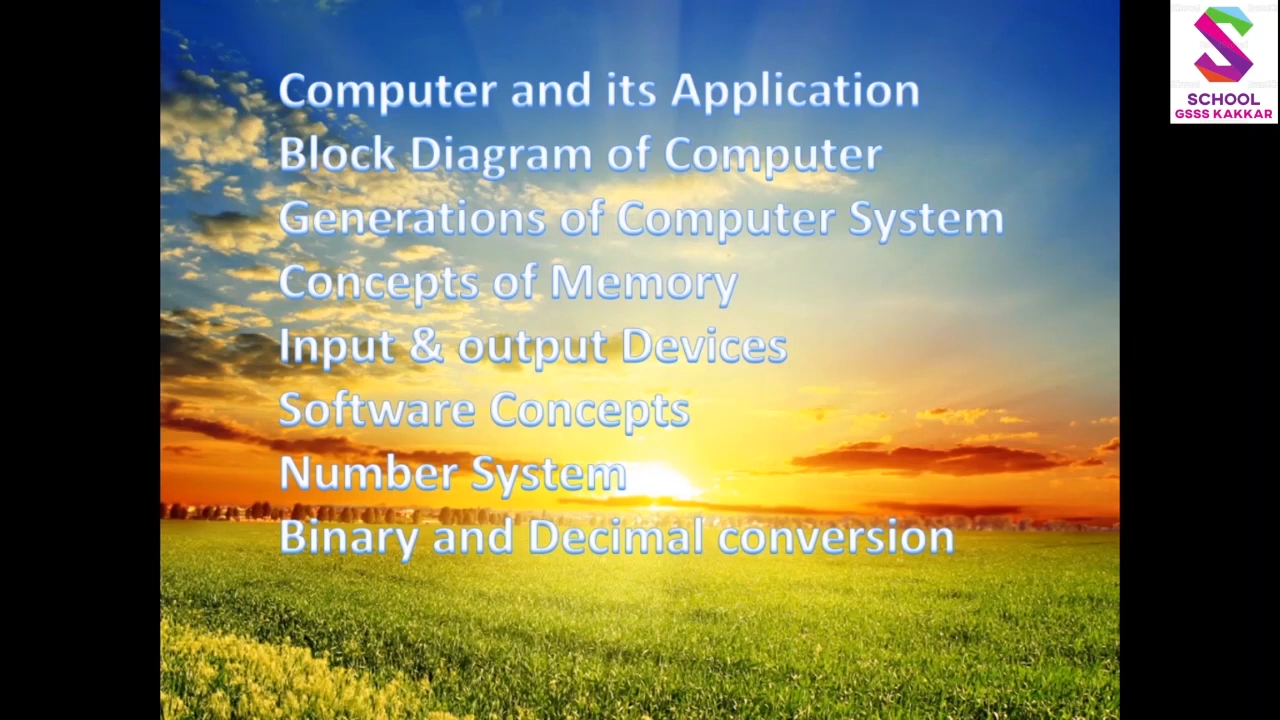 Computer and its Application
Block Diagram of Computer
Generations of Computer System
Concepts of Memory
Input & output Devices
Software Concepts
Number System
Binary and Decimal conversion
SCHOOL
GSSS KAKKAR